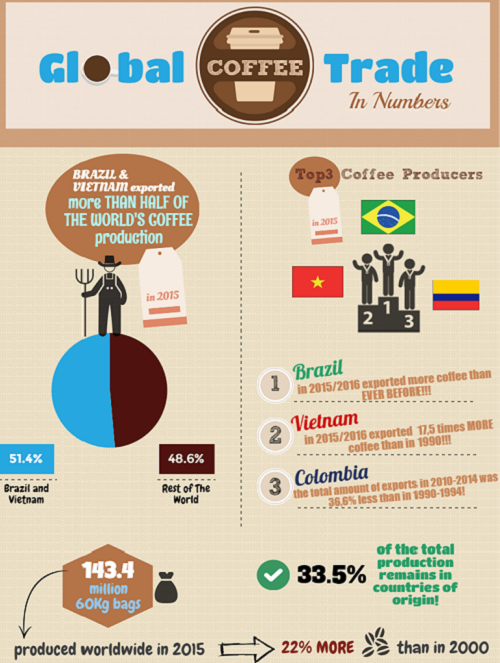 Global COFFEE Trade
In Numbers
BRAZIL &
VIETNAM exported
more THAN HALF OF
THE WORLD'S COFFEE
production
in 2015
51.4%
Brazil and
Vietnam
48.6%
Rest of The
World
Top3 Coffee Producers
in 2015
1
2
3
1
Brazil
in 2015/2016 exported more coffee than
EVER BEFORE!!!
2
Vietnam
in 2015/2016 exported 17,5 times MORE
coffee than in 1990!!!
3
Colombia
the total amount of exports in 2010-2014 was
36,6% less than in 1990-1994!
143.4
million
60Kg bags
produced worldwide in 2015
22% MORE than in 2000
33.5%
of the total
production
remains in
countries of
origin!